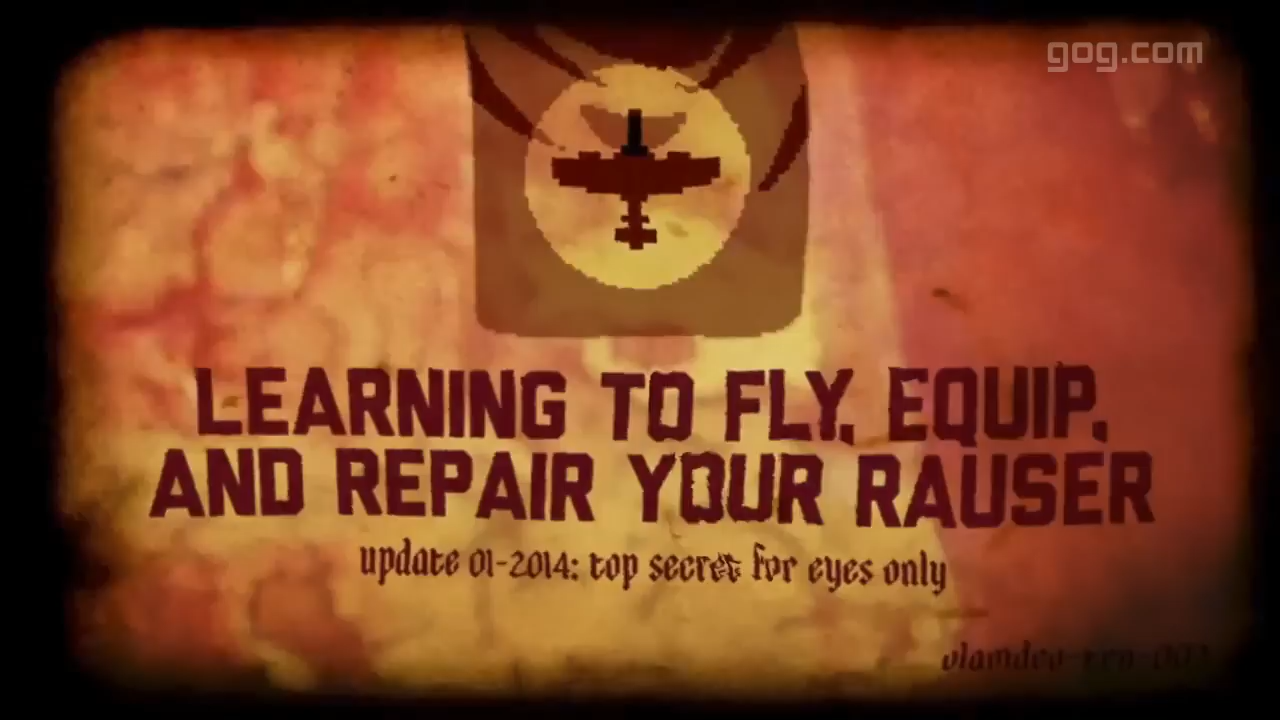 gog.com
LEARNING TO FLY, EQUIP,
AND REPAIR YOUR RAUSER
update 01-2014: top secret for eyes only